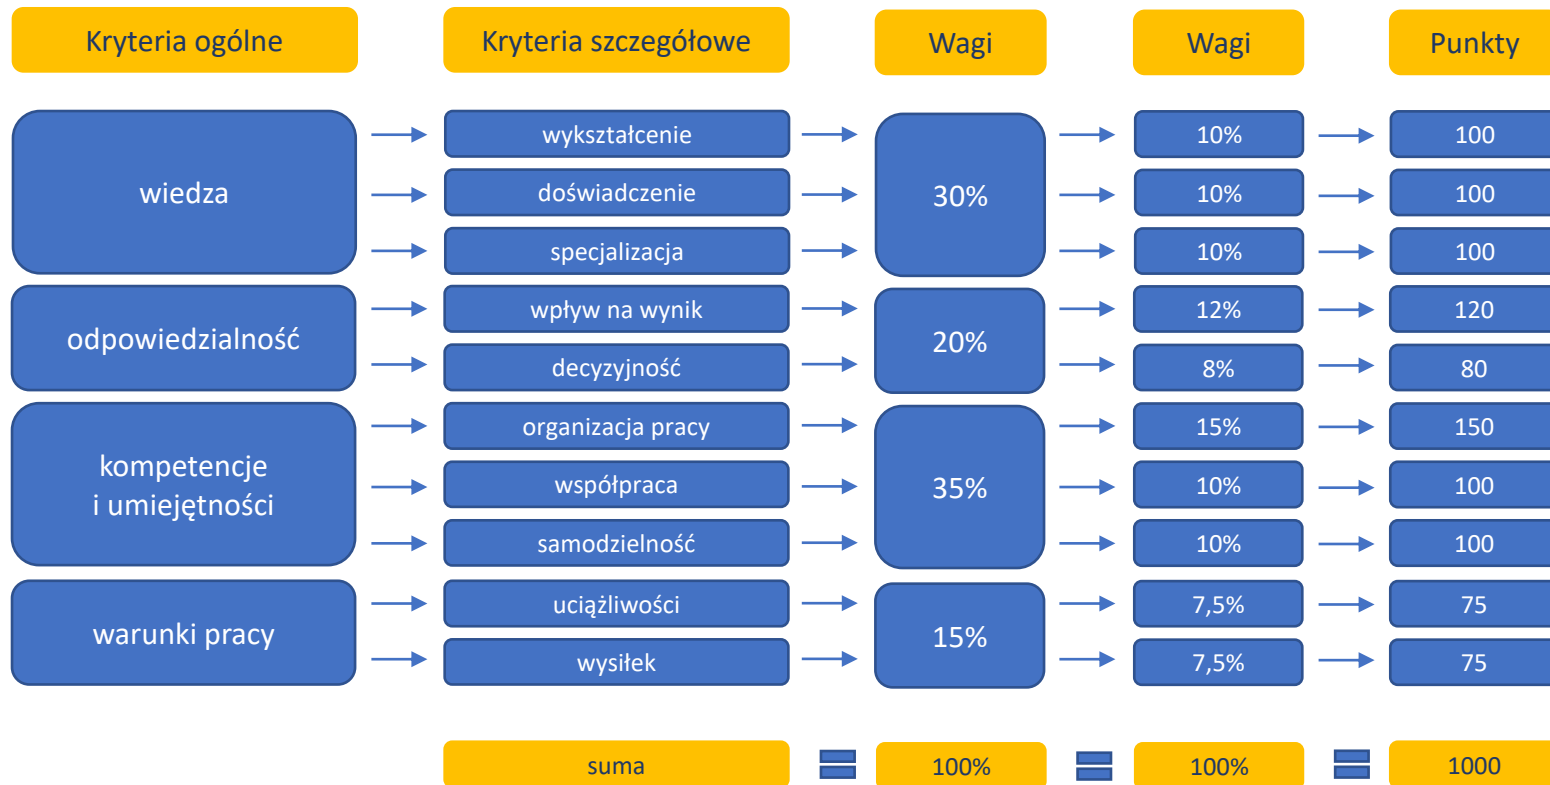 Kryteria ogólne
Kryteria szczegółowe
Wagi
Wagi
Punkty
wiedza
wykształcenie
30%
10%
100
doświadczenie
10%
100
specjalizacja
10%
100
odpowiedzialność
wpływ na wynik
20%
12%
120
decyzyjność
8%
80
kompetencje
i umiejętności
organizacja pracy
35%
15%
150
współpraca
10%
100
samodzielność
10%
100
warunki pracy
uciążliwości
15%
7,5%
75
wysiłek
7,5%
75
suma
100%
100%
1000